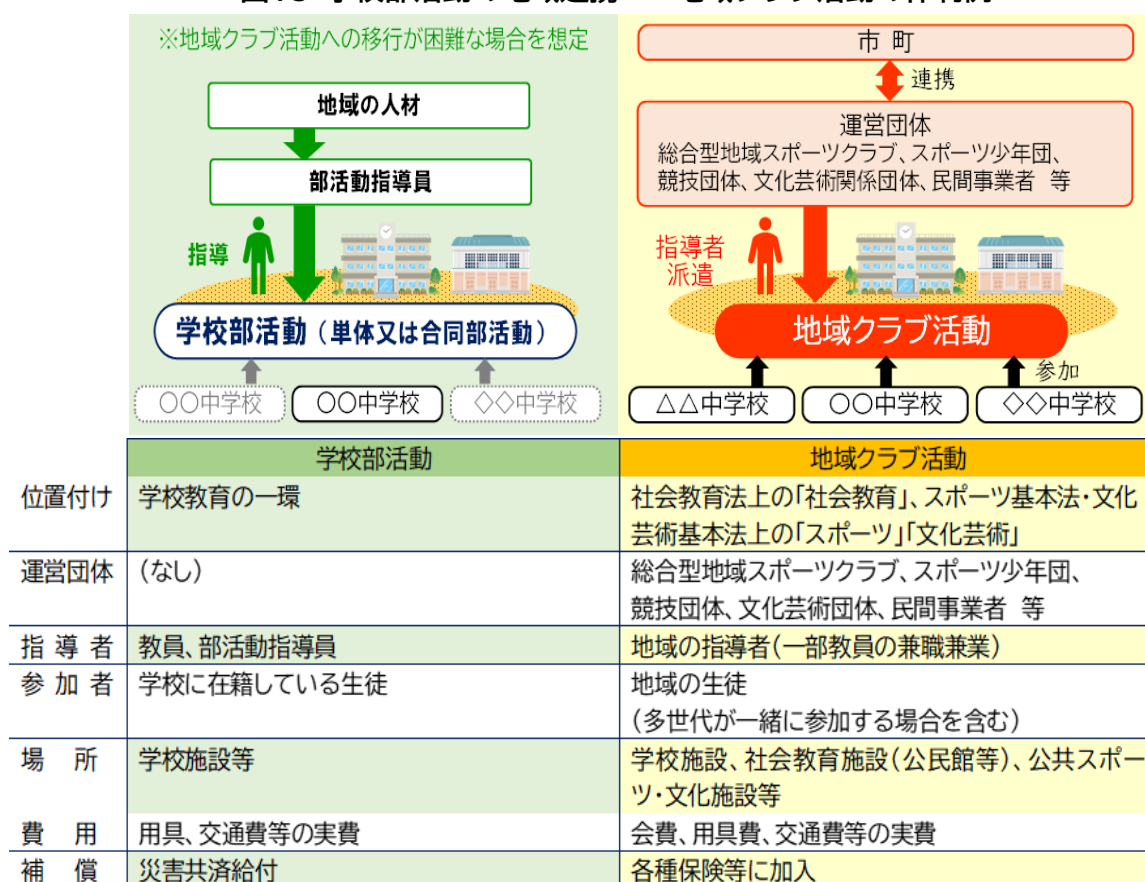 ※地域クラブ活動への移行が困難な場合を想定
地域の人材
部活動指導員
指導
学校部活動(単体又は合同部活動)
〇〇中学校
〇〇中学校
◇◇中学校
市町
連携
運営団体
総合型地域スポーツクラブ、スポーツ少年団、
競技団体、文化芸術関係団体、民間事業者 等
指導者
派遣
地域クラブ活動
参加
△△中学校
〇〇中学校
◇◇中学校
学校部活動
地域クラブ活動
位置付け
学校教育の一環
社会教育法上の「社会教育」、スポーツ基本法・文化
芸術基本法上の「スポーツ」「文化芸術」
運営団体
(なし)
総合型地域スポーツクラブ、スポーツ少年団、
競技団体、文化芸術団体、民間事業者 等
指導者
教員、部活動指導員
地域の指導者(一部教員の兼職兼業)
参加者
学校に在籍している生徒
地域の生徒
(多世代が一緒に参加する場合を含む)
場所
学校施設等
学校施設、社会教育施設(公民館等)、公共スポー
ツ・文化施設等
費用
用具、交通費等の実費
会費、用具費、交通費等の実費
補償
災害共済給付
各種保険等に加入